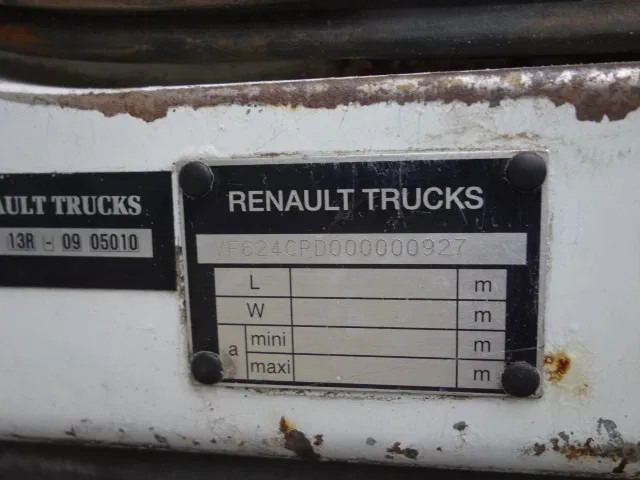 AULT TRUCKS
13R - 09 05010
RENAULT TRUCKS
VF624CPD000000927
L m
W m
a mini m
maxi m